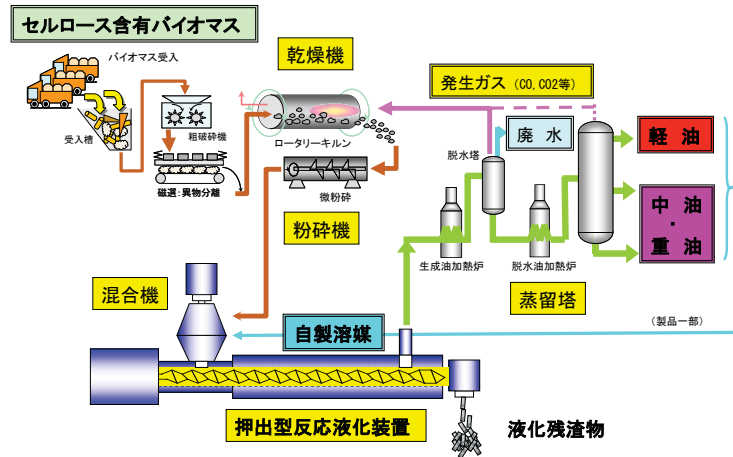 セルロース含有バイオマス
バイオマス受入
受入槽
粗破砕機
磁選:異物分離
乾燥機
ロータリーキルン
微粉砕
粉砕機
発生ガス (CO, CO2等)
脱水塔
廃水
軽油
中油
・
重油
生成油加熱炉
脱水油加熱炉
蒸留塔
混合機
自製溶媒
(製品一部)
押出型反応液化装置
液化残渣物